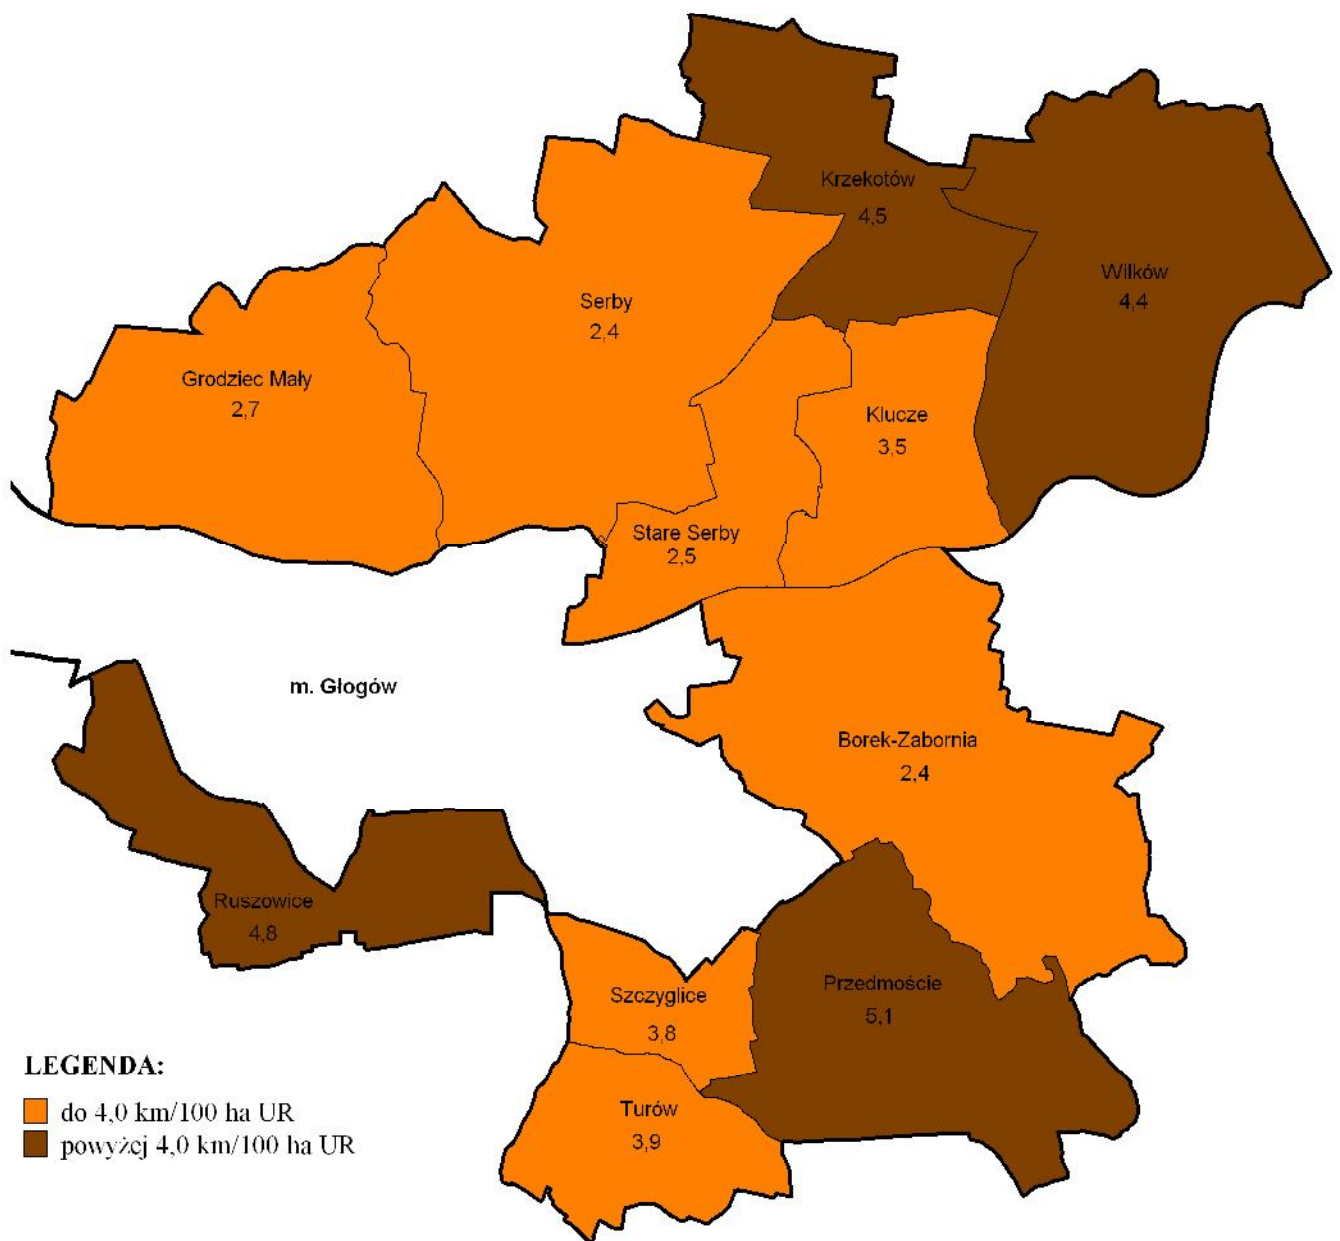 Krzekotów
4,5
Wilków
4,4
Serby
2,4
Grodziec Mały
2,7
Klucze
3,5
Stare Serby
2,5
m. Głogów
Borek-Zabornia
2,4
Ruszowice
4,8
Szczyglice
3,8
Przedmoście
5,1
Turów
3,9
LEGENDA:
do 4,0 km/100 ha UR
powyżej 4,0 km/100 ha UR